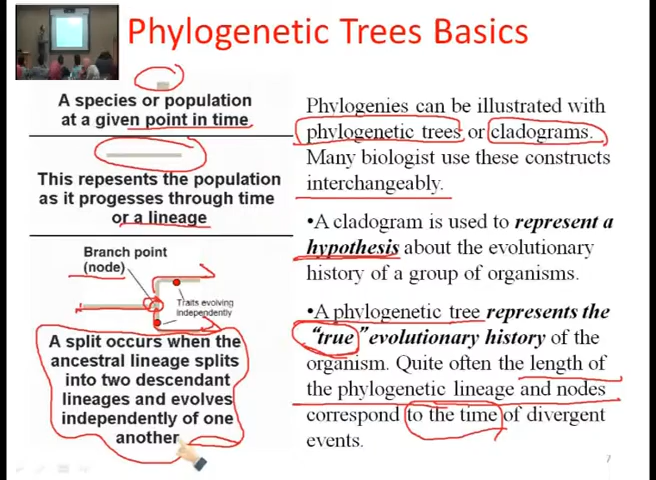 Phylogenetic Trees Basics
A species or population
at a given point in time
This repesents the population
as it progesses through time
or a lineage
Branch point
(node)
Traits evolving
independently
A split occurs when the
ancestral lineage splits
into two descendant
lineages and evolves
independently of one
another
Phylogenies can be illustrated with
phylogenetic trees or cladograms.
Many biologist use these constructs
interchangeably.
•A cladogram is used to represent a
hypothesis about the evolutionary
history of a group of organisms.
•A phylogenetic tree represents the
"true" evolutionary history of the
organism. Quite often the length of
the phylogenetic lineage and nodes
correspond to the time of divergent
events.
7